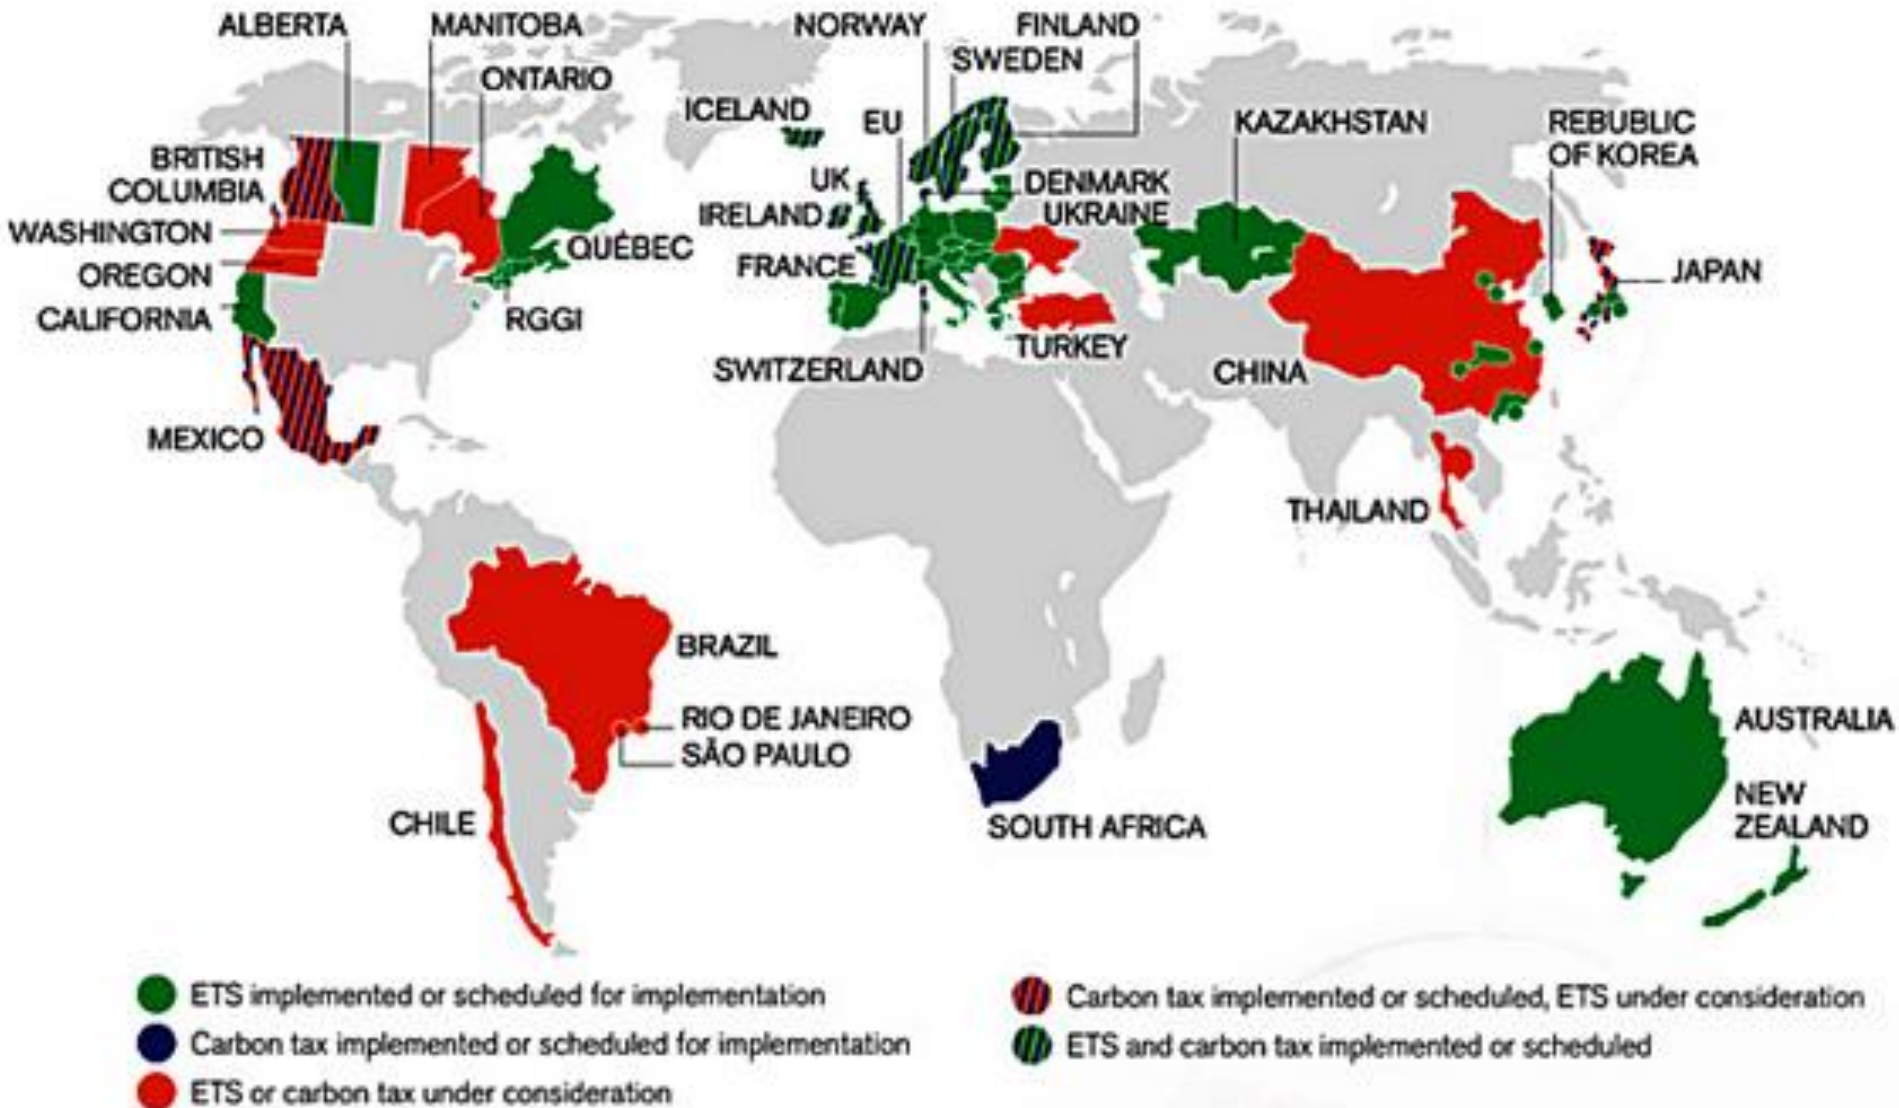 ALBERTA
MANITOBA
ONTARIO
NORWAY
FINLAND
SWEDEN
ICELAND
EU
KAZAKHSTAN
REBUBLIC
OF KOREA
BRITISH
COLUMBIA
UK
DENMARK
IRELAND
UKRAINE
WASHINGTON
QUÉBEC
OREGON
FRANCE
JAPAN
CALIFORNIA
RGGI
TURKEY
SWITZERLAND
CHINA
MEXICO
THAILAND
BRAZIL
RIO DE JANEIRO
SÃO PAULO
AUSTRALIA
CHILE
SOUTH AFRICA
NEW
ZEALAND
ETS implemented or scheduled for implementation
Carbon tax implemented or scheduled for implementation
ETS or carbon tax under consideration
Carbon tax implemented or scheduled, ETS under consideration
ETS and carbon tax implemented or scheduled